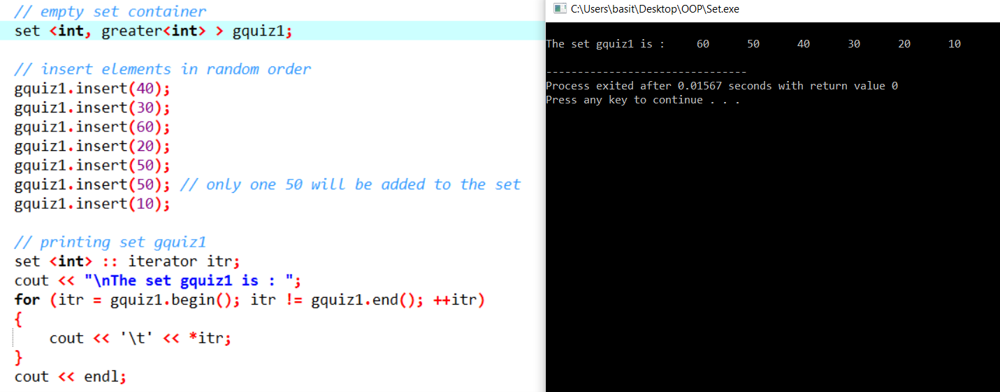 // empty set container
set <int, greater<int> > gquiz1;
// insert elements in random order
gquiz1.insert(40);
gquiz1.insert(30);
gquiz1.insert(60);
gquiz1.insert(20);
gquiz1.insert(50);
gquiz1.insert(50); // only one 50 will be added to the set
gquiz1.insert(10);
// printing set gquiz1
set <int> :: iterator itr;
cout << "\nThe set gquiz1 is : ";
for (itr = gquiz1.begin(); itr != gquiz1.end(); ++itr)
{
    cout << '\t' << *itr;
}
cout << endl;
C:\Users\basit\Desktop\OOP\Set.exe
The set gquiz1 is :     60      50      40      30      20      10
--------------------------------
Process exited after 0.01567 seconds with return value 0
Press any key to continue . . .